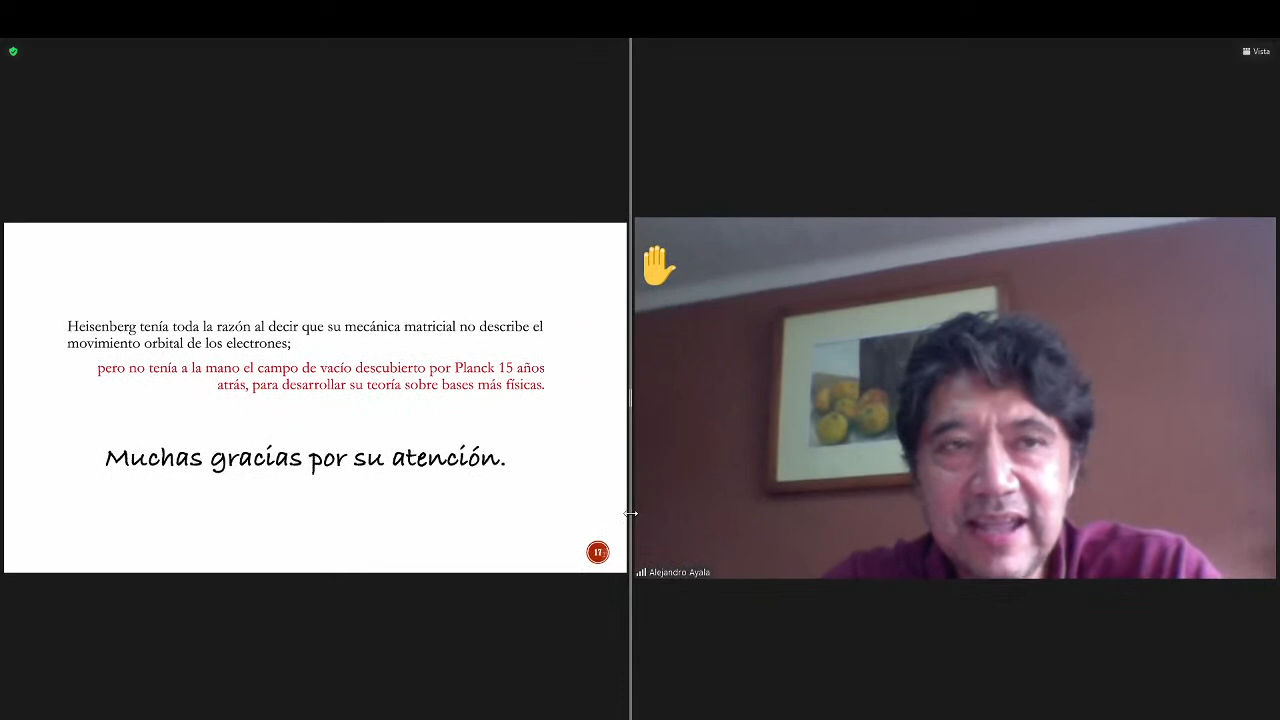 Vista
Heisenberg tenía toda la razón al decir que su mecánica matricial no describe el
movimiento orbital de los electrones;
pero no tenía a la mano el campo de vacío descubierto por Planck 15 años
atrás, para desarrollar su teoría sobre bases más físicas.
Muchas gracias por su atención.
17
Alejandro Ayala